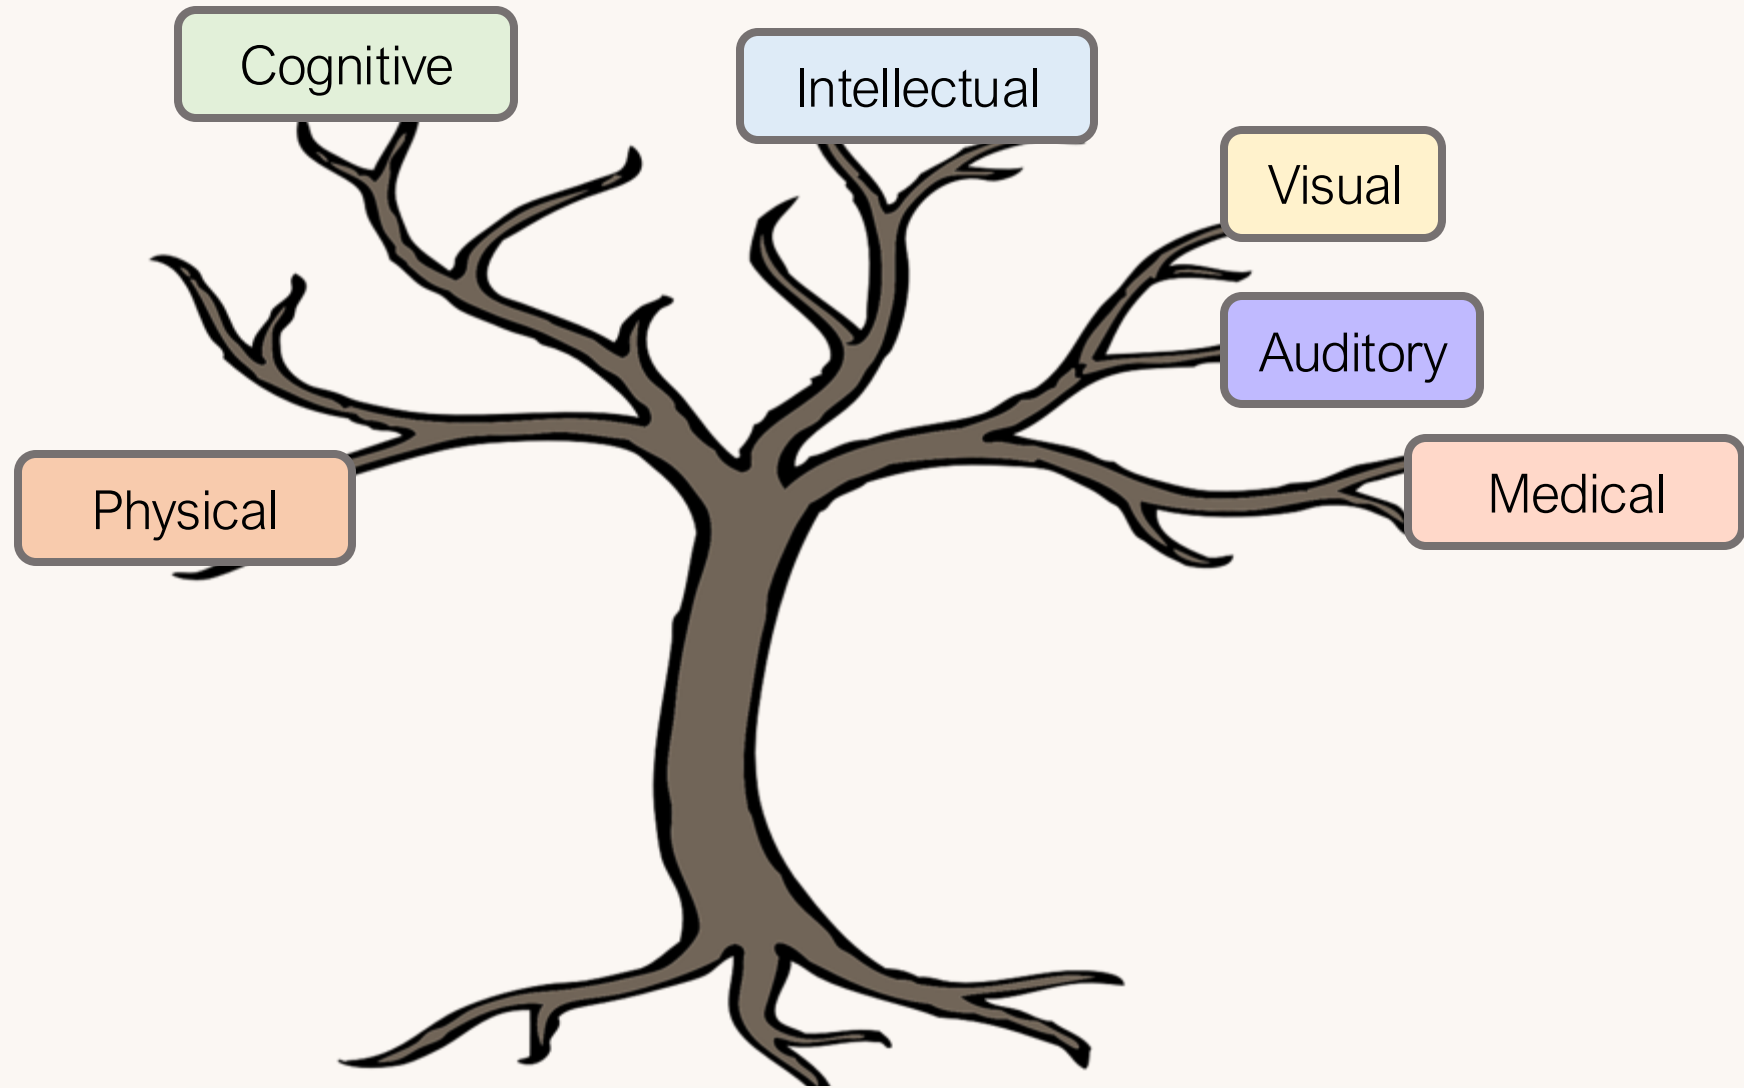 Cognitive
Intellectual
Visual
Auditory
Physical
Medical